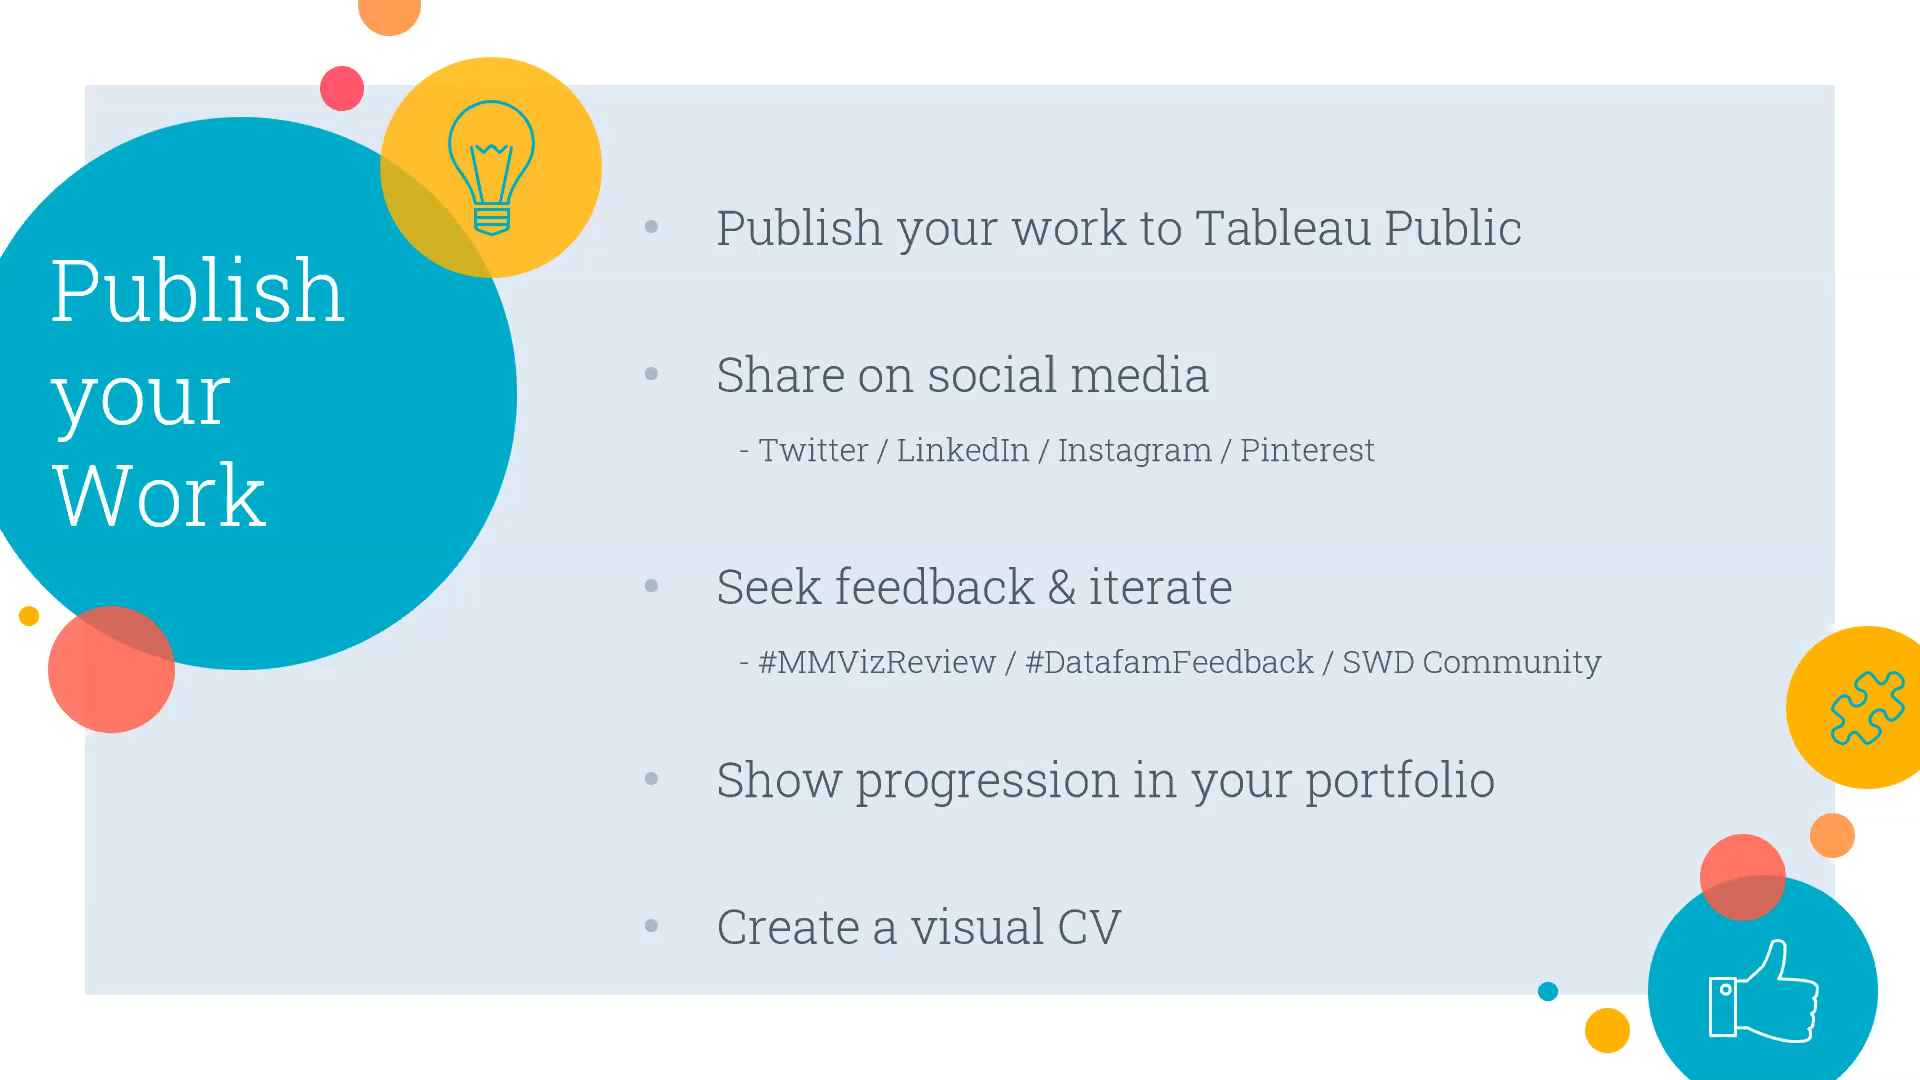 Publish
your
Work
• Publish your work to Tableau Public
• Share on social media
- Twitter / LinkedIn / Instagram / Pinterest
• Seek feedback & iterate
- #MMVizReview / #DatafamFeedback / SWD Community
• Show progression in your portfolio
• Create a visual CV